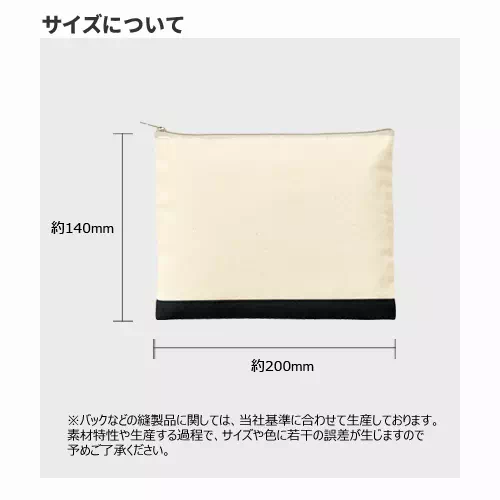 サイズについて
約140mm
約200mm
※バックなどの縫製品に関しては、当社基準に合わせて生産しております。
素材特性や生産する過程で、サイズや色に若干の誤差が生じますので
予めご了承ください。